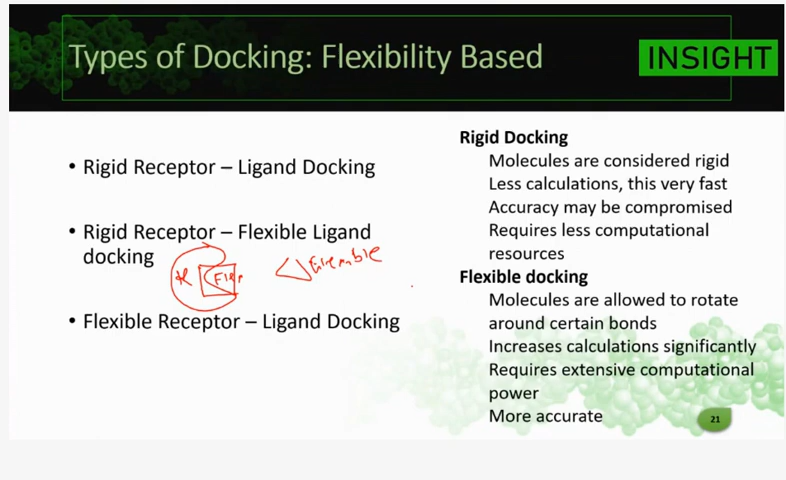 Types of Docking: Flexibility Based
INSIGHT
• Rigid Receptor – Ligand Docking
• Rigid Receptor – Flexible Ligand
docking
Ensemble
• Flexible Receptor – Ligand Docking
Rigid Docking
Molecules are considered rigid
Less calculations, this very fast
Accuracy may be compromised
Requires less computational
resources
Flexible docking
Molecules are allowed to rotate
around certain bonds
Increases calculations significantly
Requires extensive computational
power
More accurate
21